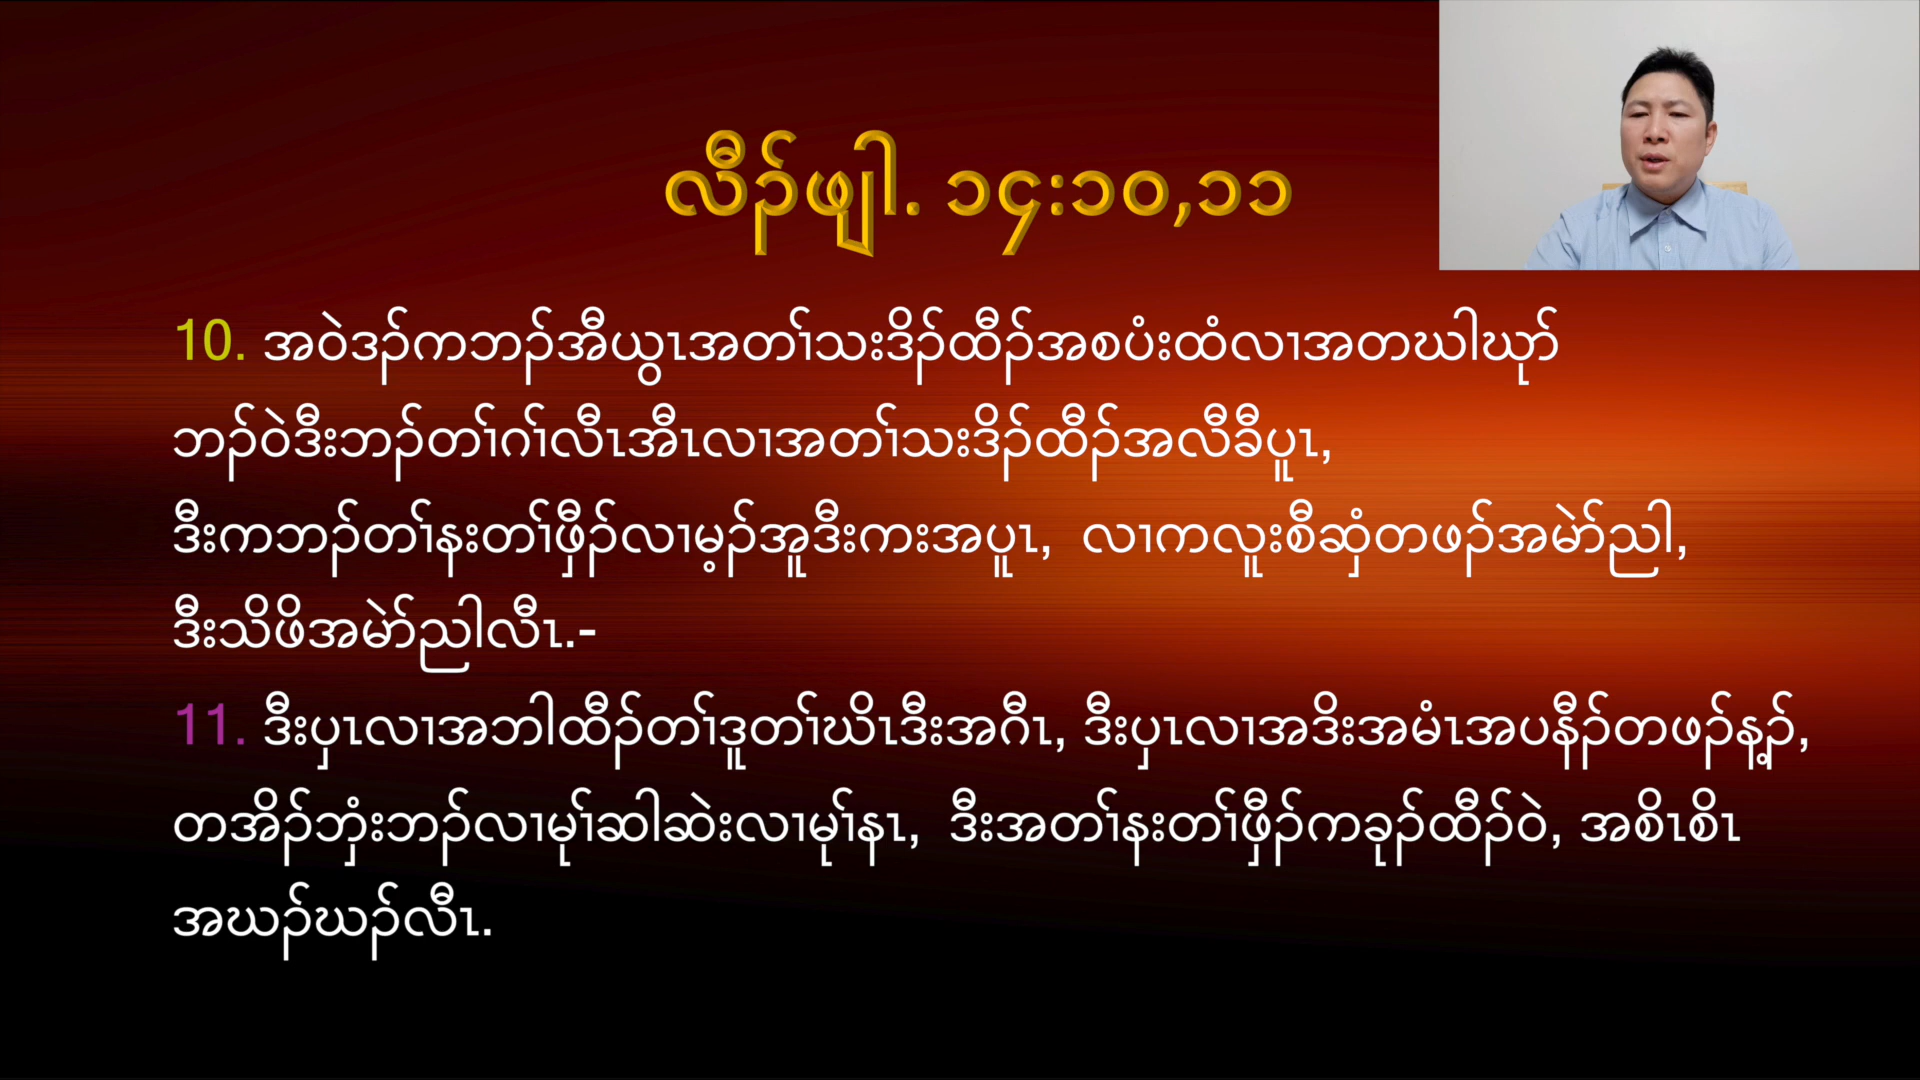 လီၣ်ဖျါ. ၁၄:၁၀,၁၁
10. အဝဲဒၣ်ကဘၣ်အီယွၤအတၢ်သးဒိၣ်ထီၣ်အစပံးထံလၢအတဃါဃုာ်
ဘၣ်ဝဲဒီးဘၣ်တၢ်ဂၢ်လီၤအီၤလၢအတၢ်သးဒိၣ်ထီၣ်အလီခီပူၤ,
ဒီးကဘၣ်တၢ်နးတၢ်ဖှီၣ်လၢမ့ၣ်အူဒီးကးအပူၤ, လၢကလူးစီဆှံတဖၣ်အမဲာ်ညါ,
ဒီးသိဖိအမဲာ်ညါလီၤ.-
11. ဒီးပှၤလၢအဘါထီၣ်တၢ်ဒူတၢ်ဃိၤဒီးအဂီၤ, ဒီးပှၤလၢအဒိးအမံၤအပနီၣ်တဖၣ်န့ၣ်,
တအိၣ်ဘှံးဘၣ်လၢမုၢ်ဆါဆဲးလၢမုၢ်နၤ, ဒီးအတၢ်နးတၢ်ဖှီၣ်ကခုၣ်ထီၣ်ဝဲ, အစိၤစိၤ
အဃၣ်ဃၣ်လီၤ.